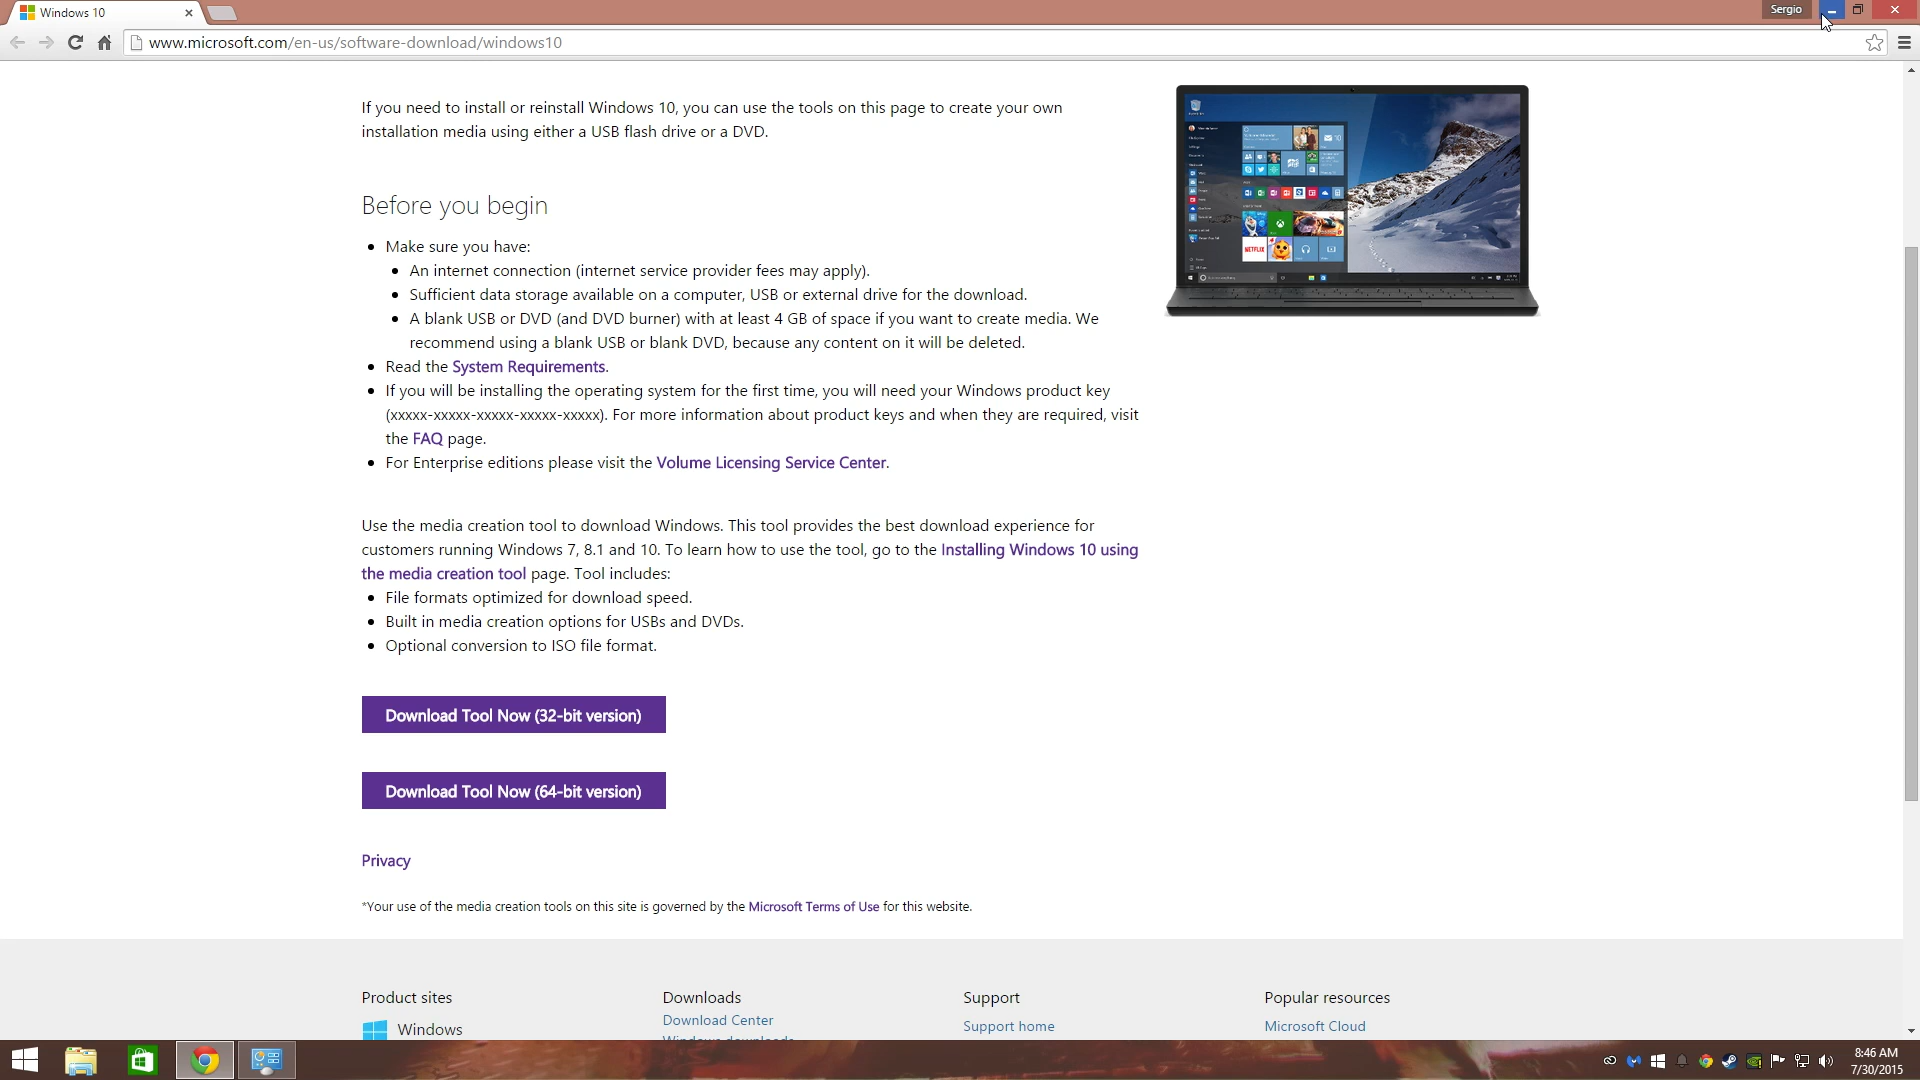 Windows 10
Sergio
www.microsoft.com/en-us/software-download/windows10
If you need to install or reinstall Windows 10, you can use the tools on this page to create your own
installation media using either a USB flash drive or a DVD.
Before you begin
Make sure you have:
An internet connection (internet service provider fees may apply).
Sufficient data storage available on a computer, USB or external drive for the download.
A blank USB or DVD (and DVD burner) with at least 4 GB of space if you want to create media. We
recommend using a blank USB or blank DVD, because any content on it will be deleted.
Read the System Requirements.
If you will be installing the operating system for the first time, you will need your Windows product key
(xxxxx-xxxxx-xxxxx-xxxxx-xxxxx). For more information about product keys and when they are required, visit
the FAQ page.
For Enterprise editions please visit the Volume Licensing Service Center.
Use the media creation tool to download Windows. This tool provides the best download experience for
customers running Windows 7, 8.1 and 10. To learn how to use the tool, go to the Installing Windows 10 using
the media creation tool page. Tool includes:
File formats optimized for download speed.
Built in media creation options for USBs and DVDs.
Optional conversion to ISO file format.
Download Tool Now (32-bit version)
Download Tool Now (64-bit version)
Privacy
*Your use of the media creation tools on this site is governed by the Microsoft Terms of Use for this website.
Product sites
Windows
Downloads
Download Center
Windows downloads
Support
Support home
Popular resources
Microsoft Cloud
NETFLIX
8:46 AM
7/30/2015